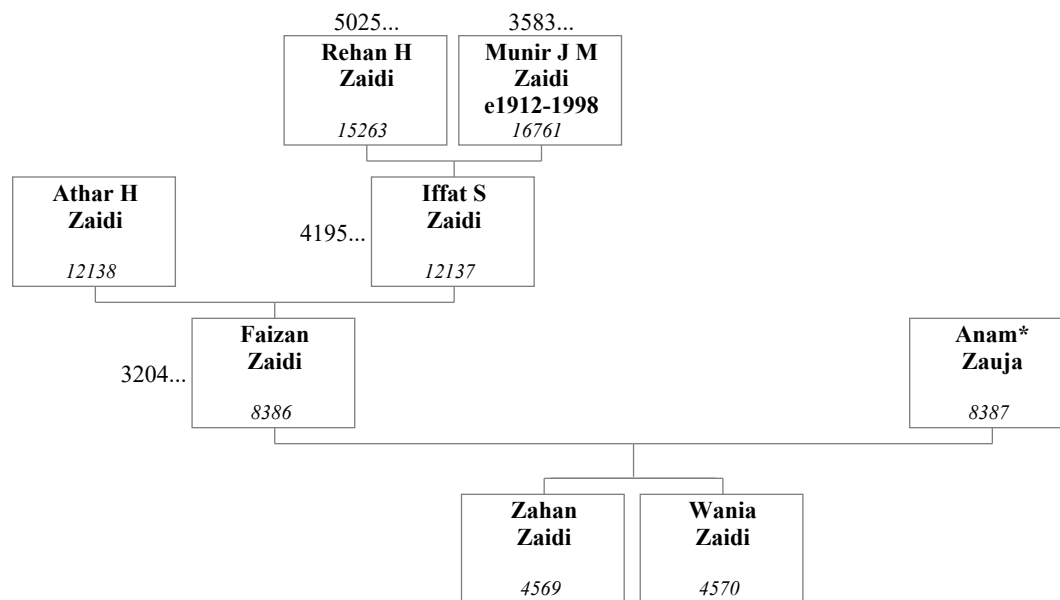 5025...
3583...
Rehan H
Zaidi
15263
Munir J M
Zaidi
e1912-1998
16761
Athar H
Zaidi
12138
4195...
Iffat S
Zaidi
12137
3204...
Faizan
Zaidi
8386
Anam*
Zauja
8387
Zahan
Zaidi
4569
Wania
Zaidi
4570